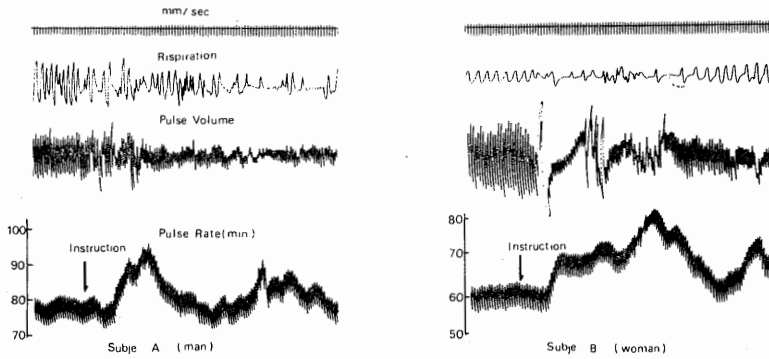 mm/sec
Rispiration
Pulse Volume
100
90
80
70
Instruction
Pulse Rate(min)
Subje A (man)
80
70
60
50
Instruction
Subje B (woman)